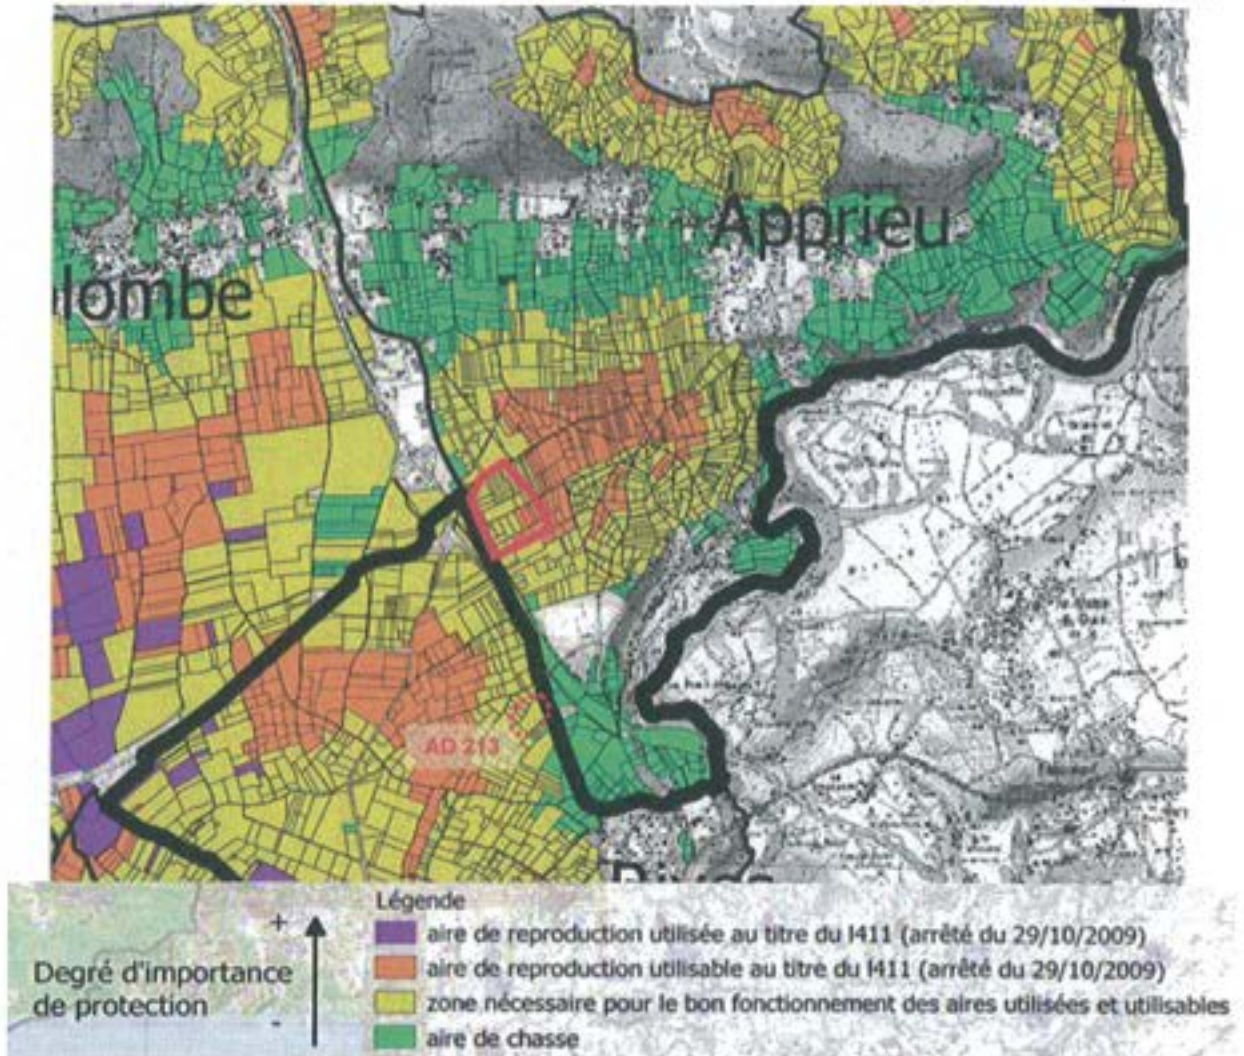 Apprieu
lombe
AD 213
Légende
+
aire de reproduction utilisée au titre du l411 (arrêté du 29/10/2009)
Degré d'importance
de protection
aire de reproduction utilisable au titre du l411 (arrêté du 29/10/2009)
zone nécessaire pour le bon fonctionnement des aires utilisées et utilisables
-
aire de chasse